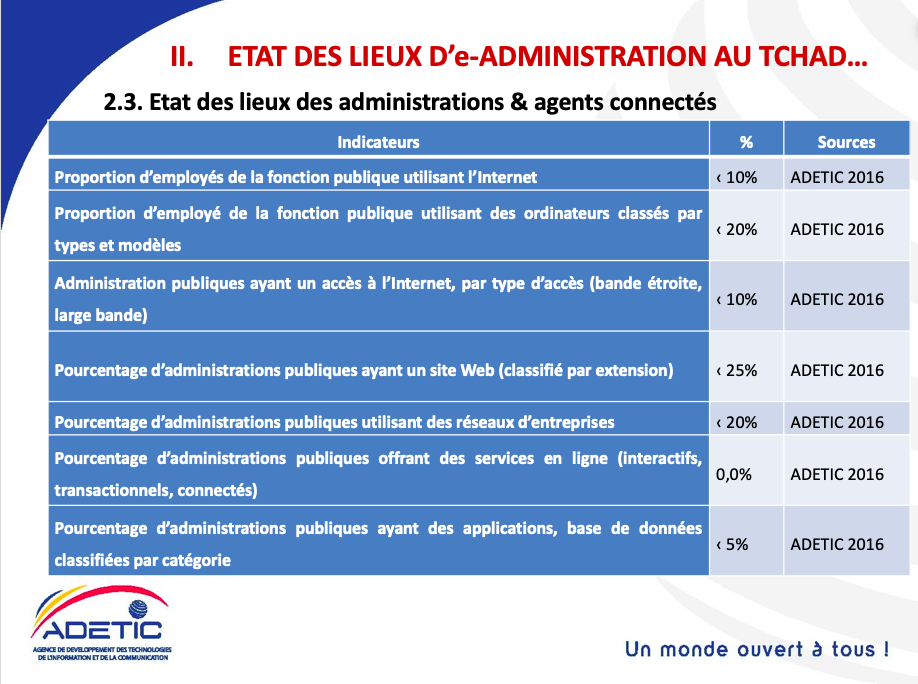 II. ETAT DES LIEUX D’e-ADMINISTRATION AU TCHAD…
2.3. Etat des lieux des administrations & agents connectés
Indicateurs % Sources
Proportion d’employés de la fonction publique utilisant l’Internet ‹ 10% ADETIC 2016
Proportion d’employé de la fonction publique utilisant des ordinateurs classés par
types et modèles
‹ 20% ADETIC 2016
Administration publiques ayant un accès à l’Internet, par type d’accès (bande étroite,
large bande)
‹ 10% ADETIC 2016
Pourcentage d’administrations publiques ayant un site Web (classifié par extension) ‹ 25% ADETIC 2016
Pourcentage d’administrations publiques utilisant des réseaux d’entreprises ‹ 20% ADETIC 2016
Pourcentage d’administrations publiques offrant des services en ligne (interactifs,
transactionnels, connectés)
0,0% ADETIC 2016
Pourcentage d’administrations publiques ayant des applications, base de données
classifiées par catégorie
‹ 5% ADETIC 2016
ADETIC
AGENCE DE DEVELOPPEMENT DES TECHNOLOGIES
DE L'INFORMATION ET DE LA COMMUNICATION
Un monde ouvert à tous !